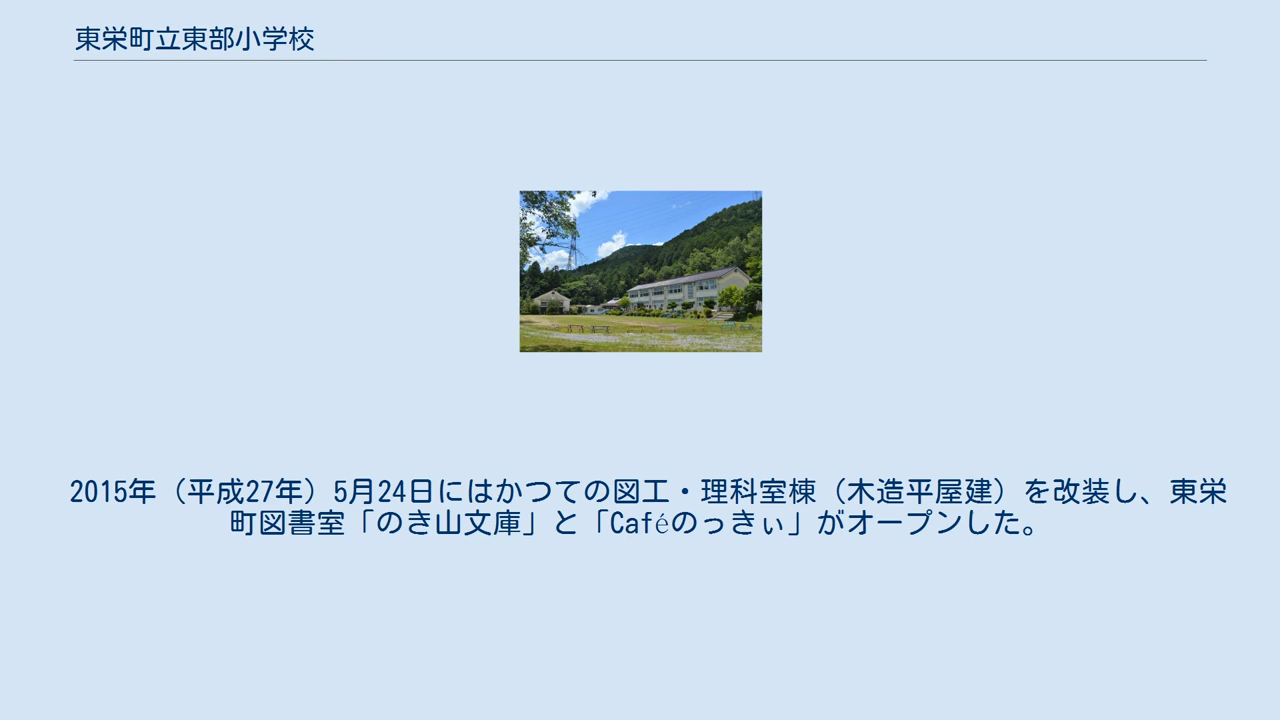 東栄町立東部小学校
2015年（平成27年）5月24日にはかつての図工・理科室棟（木造平屋建）を改装し、東栄
町図書室「のき山文庫」と「Caféのっきぃ」がオープンした。